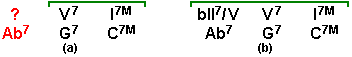 ? V7 I7M bII7/V V7 I7M
Ab7 G7 C7M Ab7 G7 C7M
(a) (b)